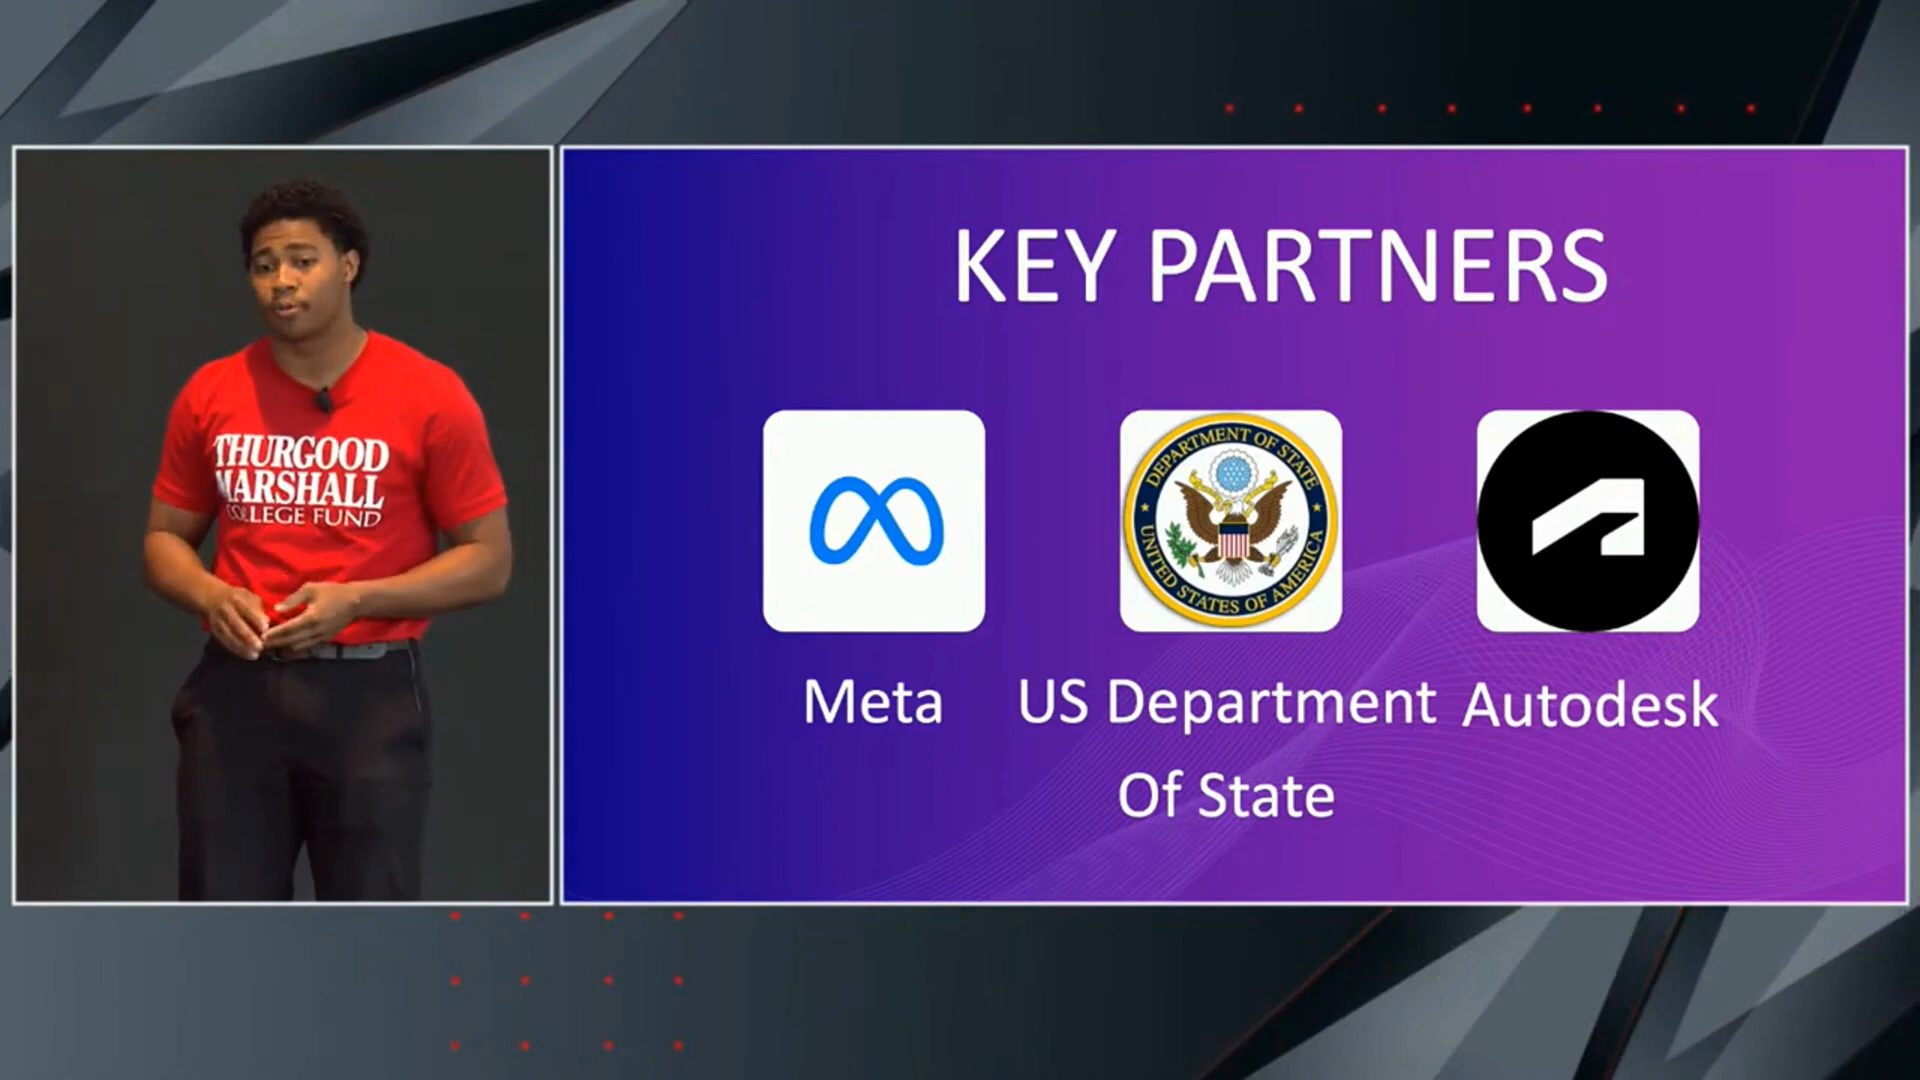 THURGOOD
MARSHALL
COLLEGE FUND
KEY PARTNERS
DEPARTMENT OF STATE
UNITED STATES OF AMERICA
Meta
US Department
Of State
Autodesk